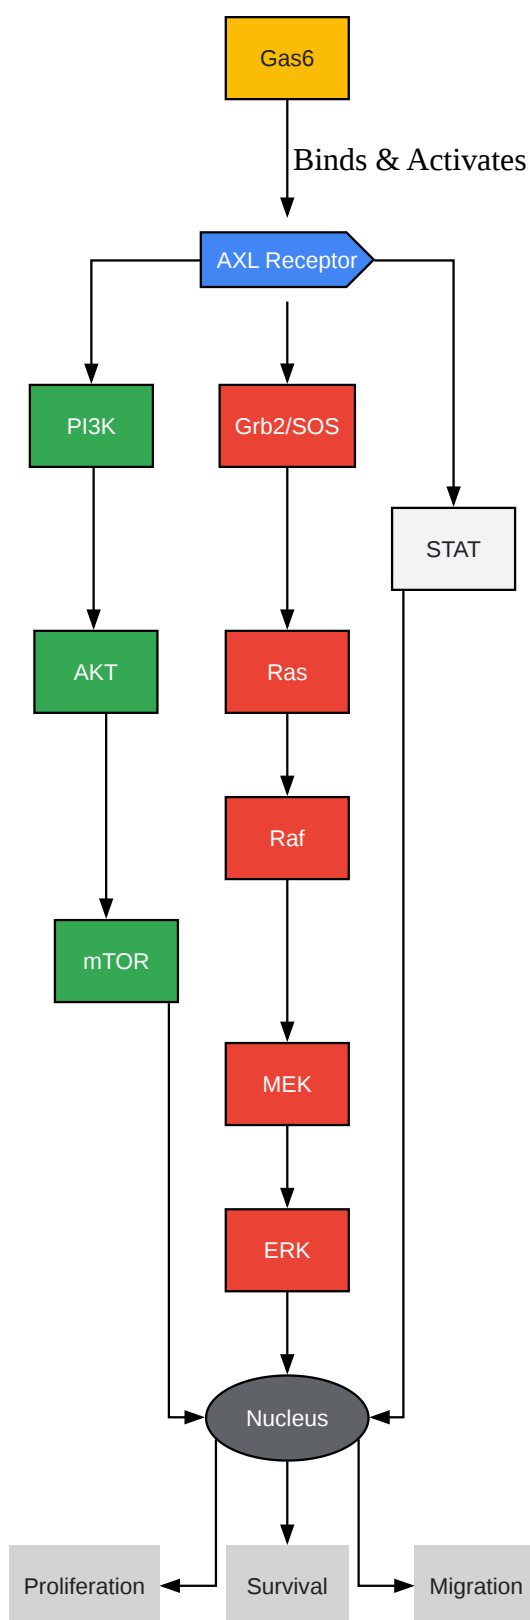 Gas6
Binds & Activates
AXL Receptor
PI3K
Grb2/SOS
STAT
AKT
Ras
Raf
mTOR
MEK
ERK
Nucleus
Proliferation
Survival
Migration